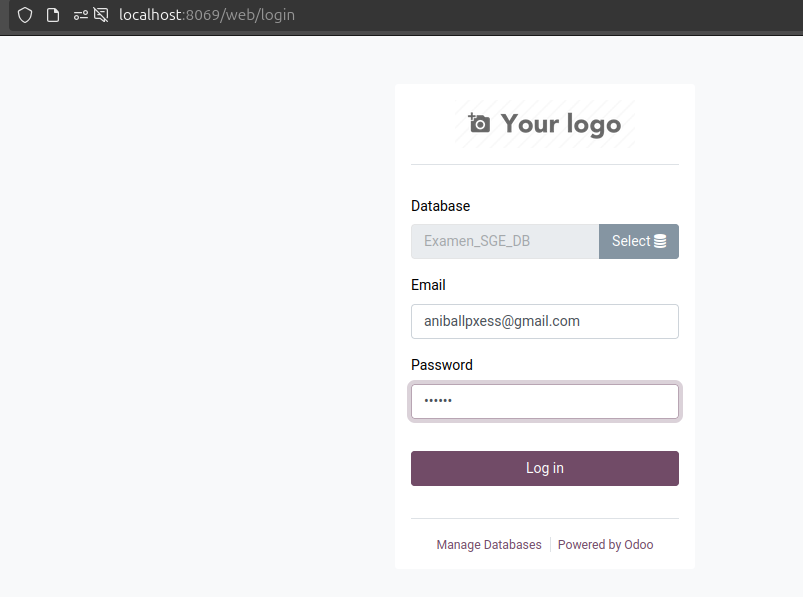 localhost:8069/web/login
Your logo
Database
Examen_SGE_DB Select
Email
aniballpxess@gmail.com
Password
••••••
Log in
Manage Databases Powered by Odoo